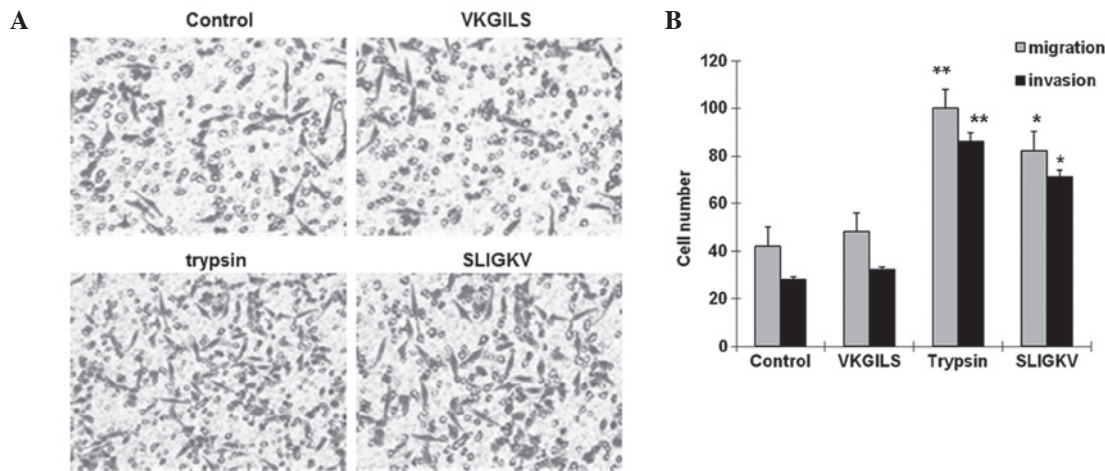 A
Control
VKGILS
trypsin
SLIGKV
B
migration
invasion
Cell number
120
100
80
60
40
20
0
**
**
*
*
Control
VKGILS
Trypsin
SLIGKV